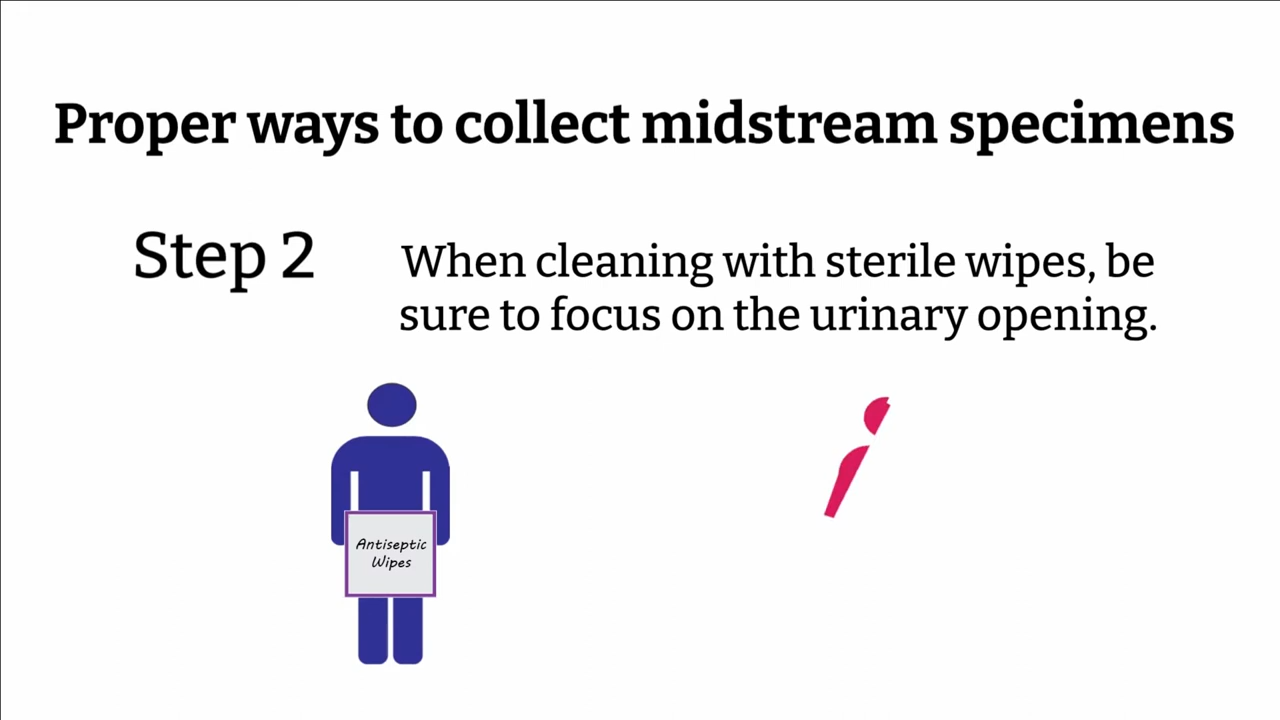 Proper ways to collect midstream specimens
Step 2
When cleaning with sterile wipes, be
sure to focus on the urinary opening.
Antiseptic
Wipes